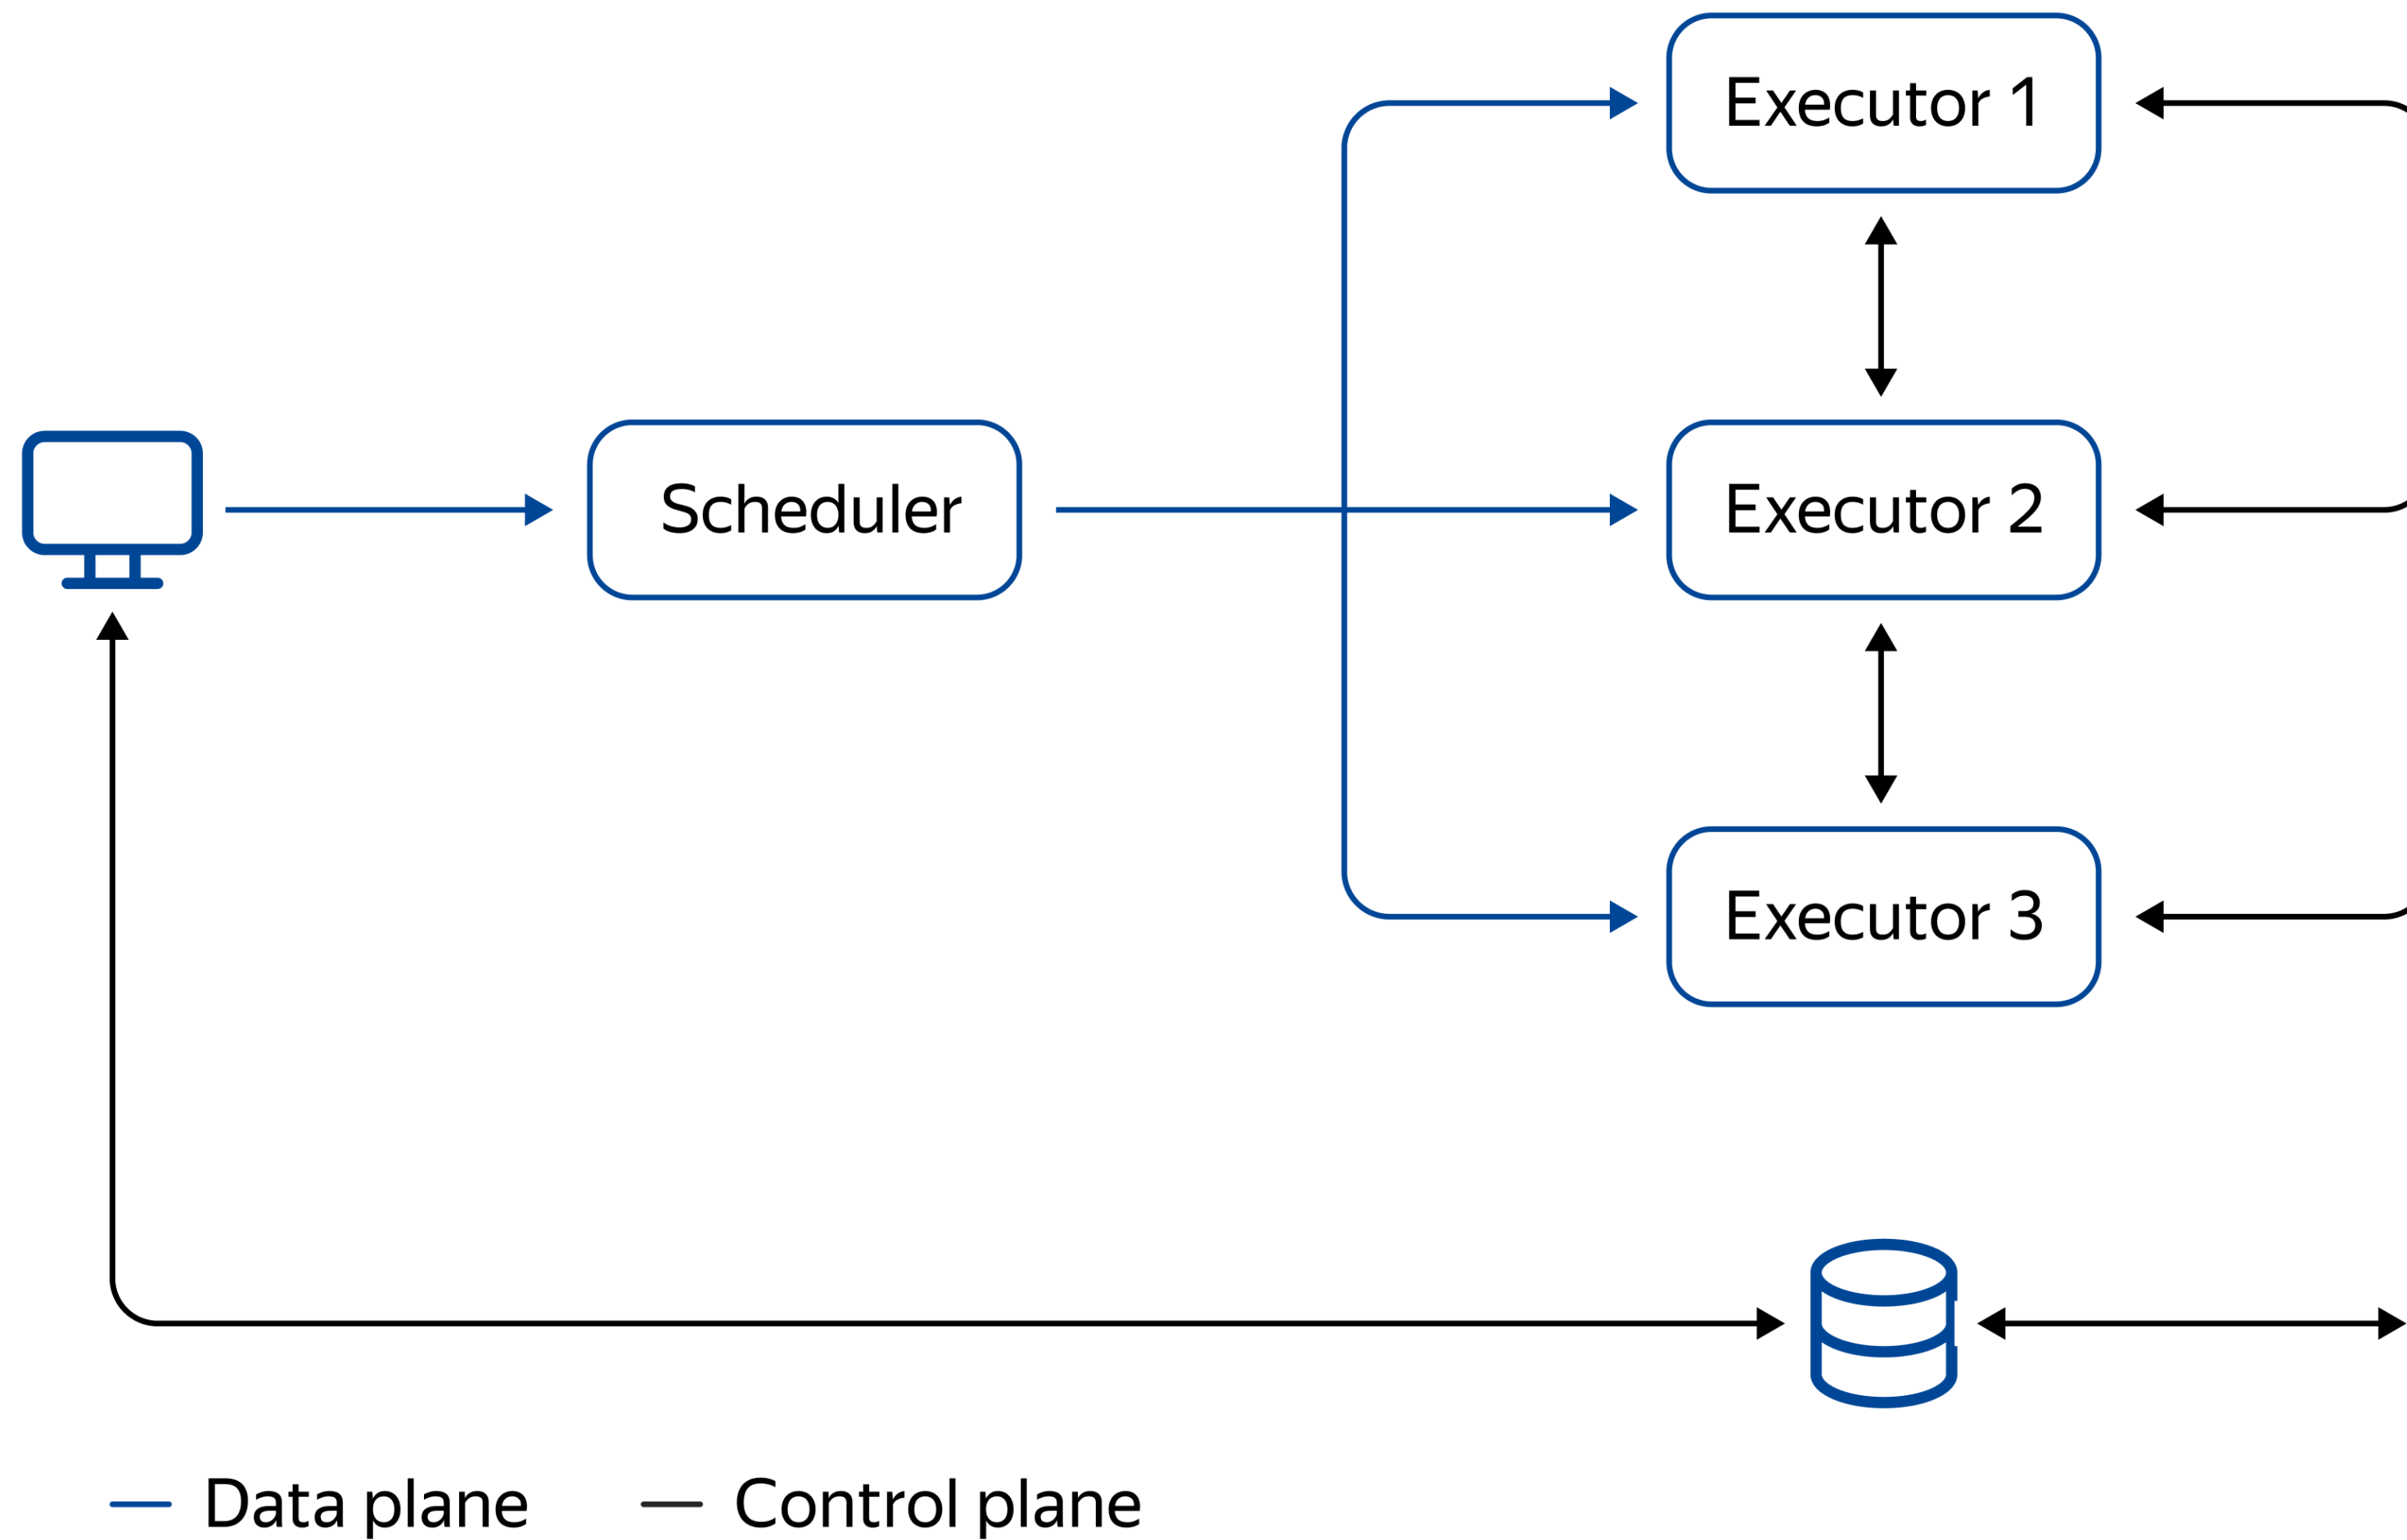 Executor 1
Scheduler
Executor 2
Executor 3
Data plane
Control plane